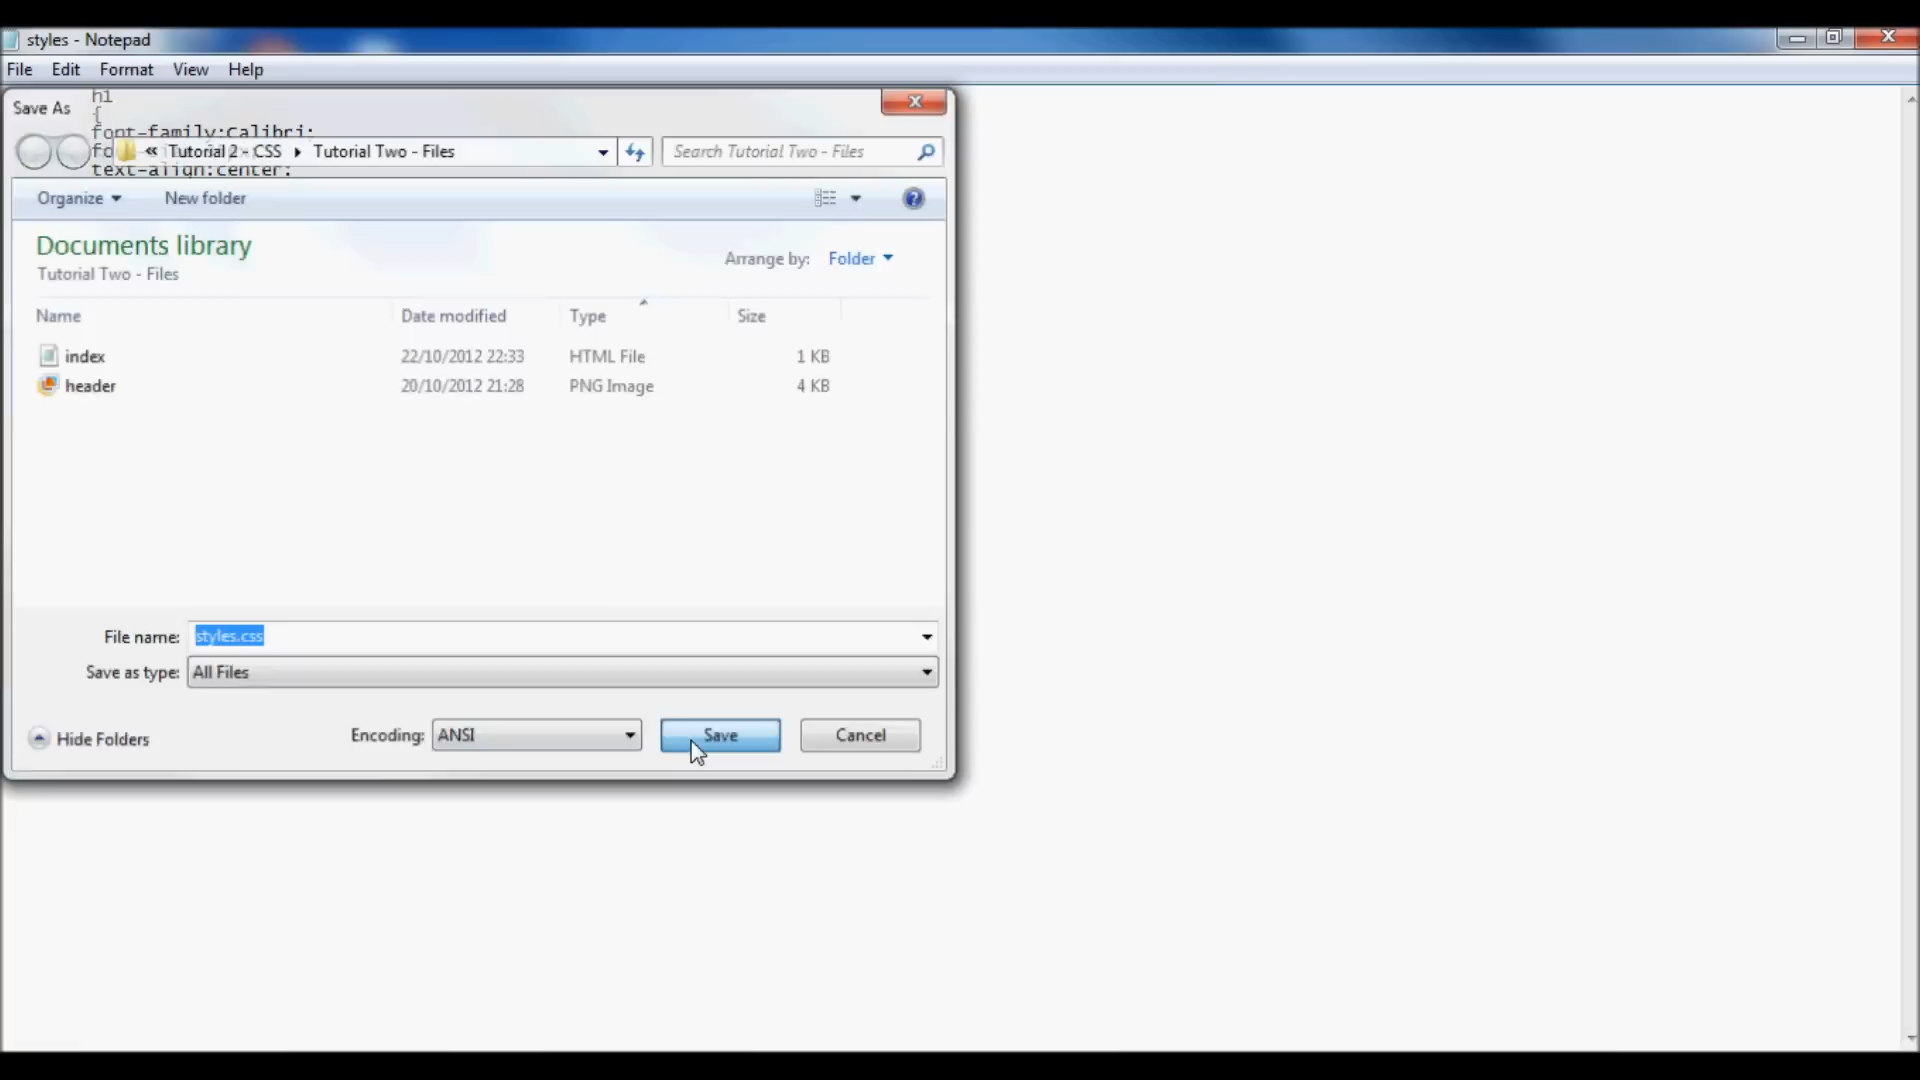 styles - Notepad
File Edit Format View Help
h1
Save As
{
font-family:Calibri;
fo
« Tutorial 2 - CSS Tutorial Two - Files Search Tutorial Two - Files
text-align:center;
Organize New folder
Documents library
Tutorial Two - Files
Arrange by: Folder
Name Date modified Type Size
index 22/10/2012 22:33 HTML File 1 KB
header 20/10/2012 21:28 PNG Image 4 KB
File name: styles.css
Save as type: All Files
Hide Folders Encoding: ANSI Save Cancel